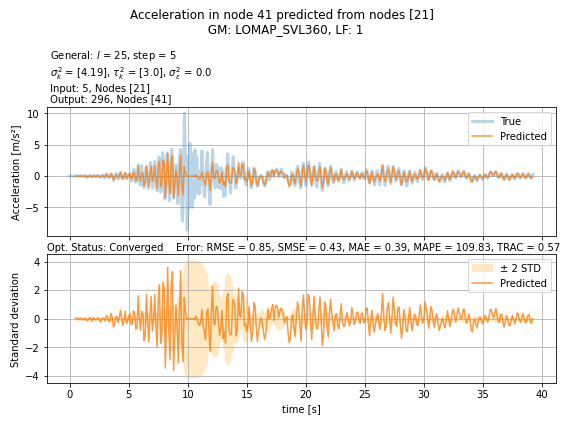 Acceleration in node 41 predicted from nodes [21]
GM: LOMAP_SVL360, LF: 1
General: l = 25, step = 5
σ²ₖ = [4.19], τ²ₖ = [3.0], σ²ε = 0.0
Input: 5, Nodes [21]
Output: 296, Nodes [41]
10
5
0
−5
Acceleration [m/s²]
True
Predicted
Opt. Status: Converged Error: RMSE = 0.85, SMSE = 0.43, MAE = 0.39, MAPE = 109.83, TRAC = 0.57
4
2
0
−2
−4
Standard deviation
± 2 STD
Predicted
0 5 10 15 20 25 30 35 40
time [s]